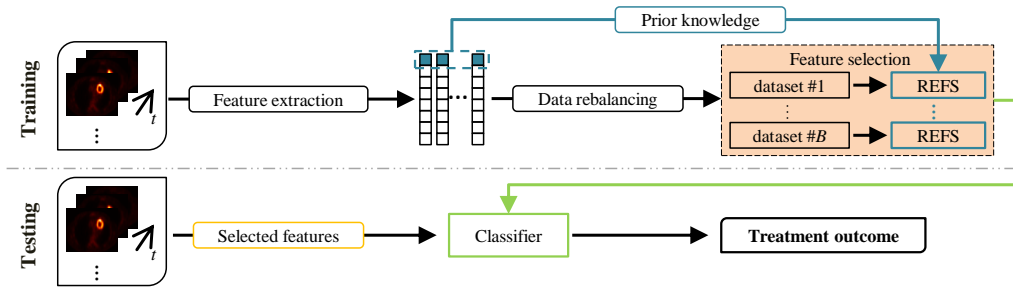 Training
t
⋮
Feature extraction
...
Prior knowledge
Data rebalancing
Feature selection
dataset #1
REFS
⋮
⋮
dataset #B
REFS
Testing
t
⋮
Selected features
Classifier
Treatment outcome